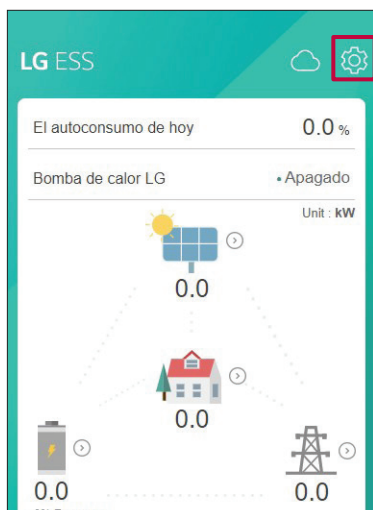 LG ESS
El autoconsumo de hoy 0.0 %
Bomba de calor LG • Apagado
Unit : kW
0.0
0.0
0.0
0.0